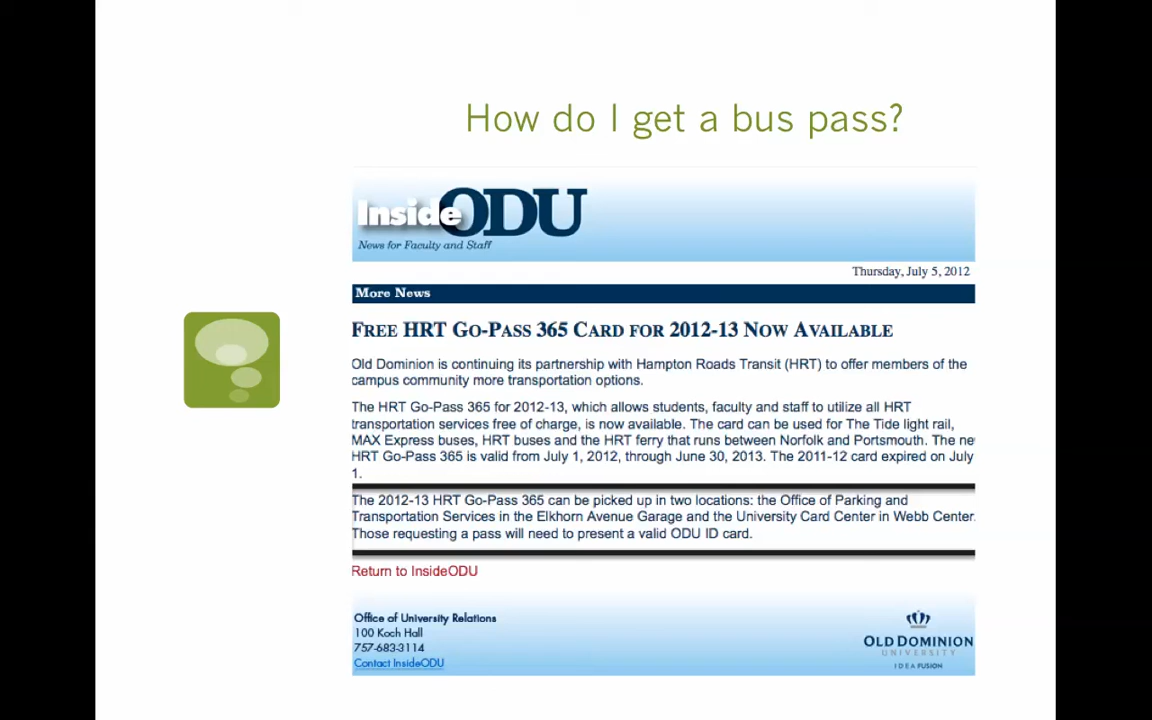 How do I get a bus pass?
InsideODU
News for Faculty and Staff
Thursday, July 5, 2012
More News
FREE HRT GO-PASS 365 CARD FOR 2012-13 NOW AVAILABLE
Old Dominion is continuing its partnership with Hampton Roads Transit (HRT) to offer members of the
campus community more transportation options.
The HRT Go-Pass 365 for 2012-13, which allows students, faculty and staff to utilize all HRT
transportation services free of charge, is now available. The card can be used for The Tide light rail,
MAX Express buses, HRT buses and the HRT ferry that runs between Norfolk and Portsmouth. The ne
HRT Go-Pass 365 is valid from July 1, 2012, through June 30, 2013. The 2011-12 card expired on July
1.
The 2012-13 HRT Go-Pass 365 can be picked up in two locations: the Office of Parking and
Transportation Services in the Elkhorn Avenue Garage and the University Card Center in Webb Center.
Those requesting a pass will need to present a valid ODU ID card.
Return to InsideODU
Office of University Relations
100 Koch Hall
757-683-3114
Contact InsideODU
OLD DOMINION
UNIVERSITY
IDEA FUSION